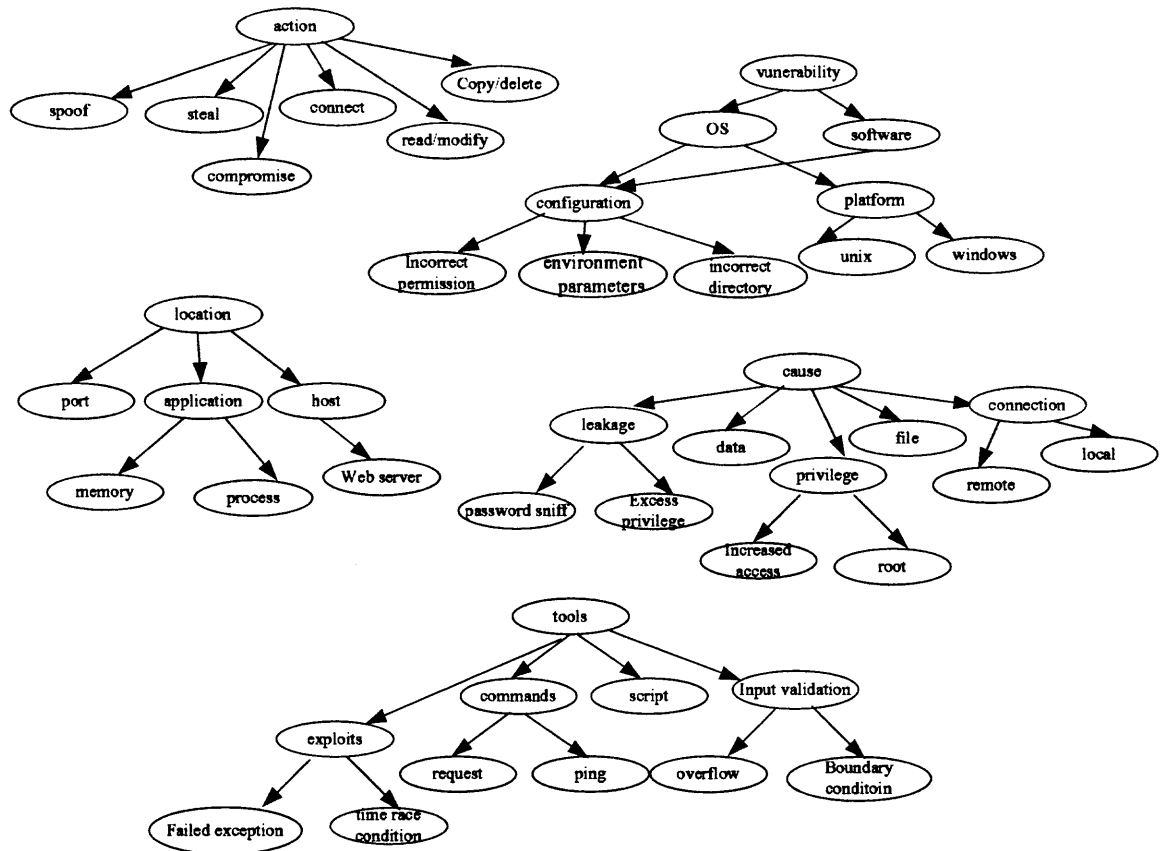 action
spoof
steal
compromise
connect
read/modify
Copy/delete
vunerability
OS
software
configuration
platform
Incorrect
permission
environment
parameters
incorrect
directory
unix
windows
location
port
application
host
memory
process
Web server
cause
leakage
data
privilege
file
connection
password sniff
Excess
privilege
Increased
access
root
remote
local
tools
exploits
commands
script
Input validation
Failed exception
time race
condition
request
ping
overflow
Boundary
conditoin